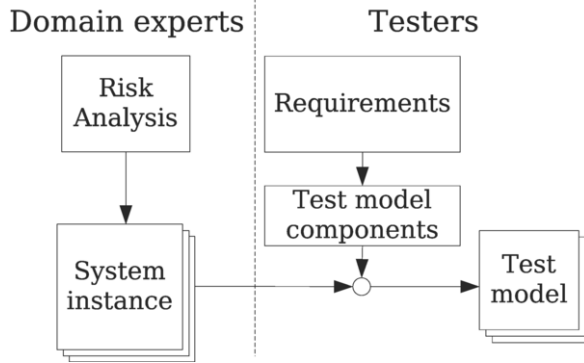 Domain experts
Testers
Risk
Analysis
Requirements
Test model
components
System
instance
Test
model